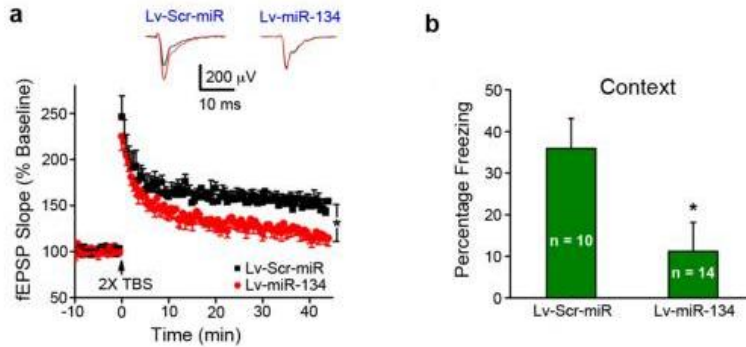 a
Lv-Scr-miR
Lv-miR-134
200 μV
10 ms
fEPSP Slope (% Baseline)
250
200
150
100
50
*
2X TBS
Lv-Scr-miR
Lv-miR-134
-10
0
10
20
30
40
Time (min)
b
Context
Percentage Freezing
50
40
30
20
10
0
n = 10
*
n = 14
Lv-Scr-miR
Lv-miR-134